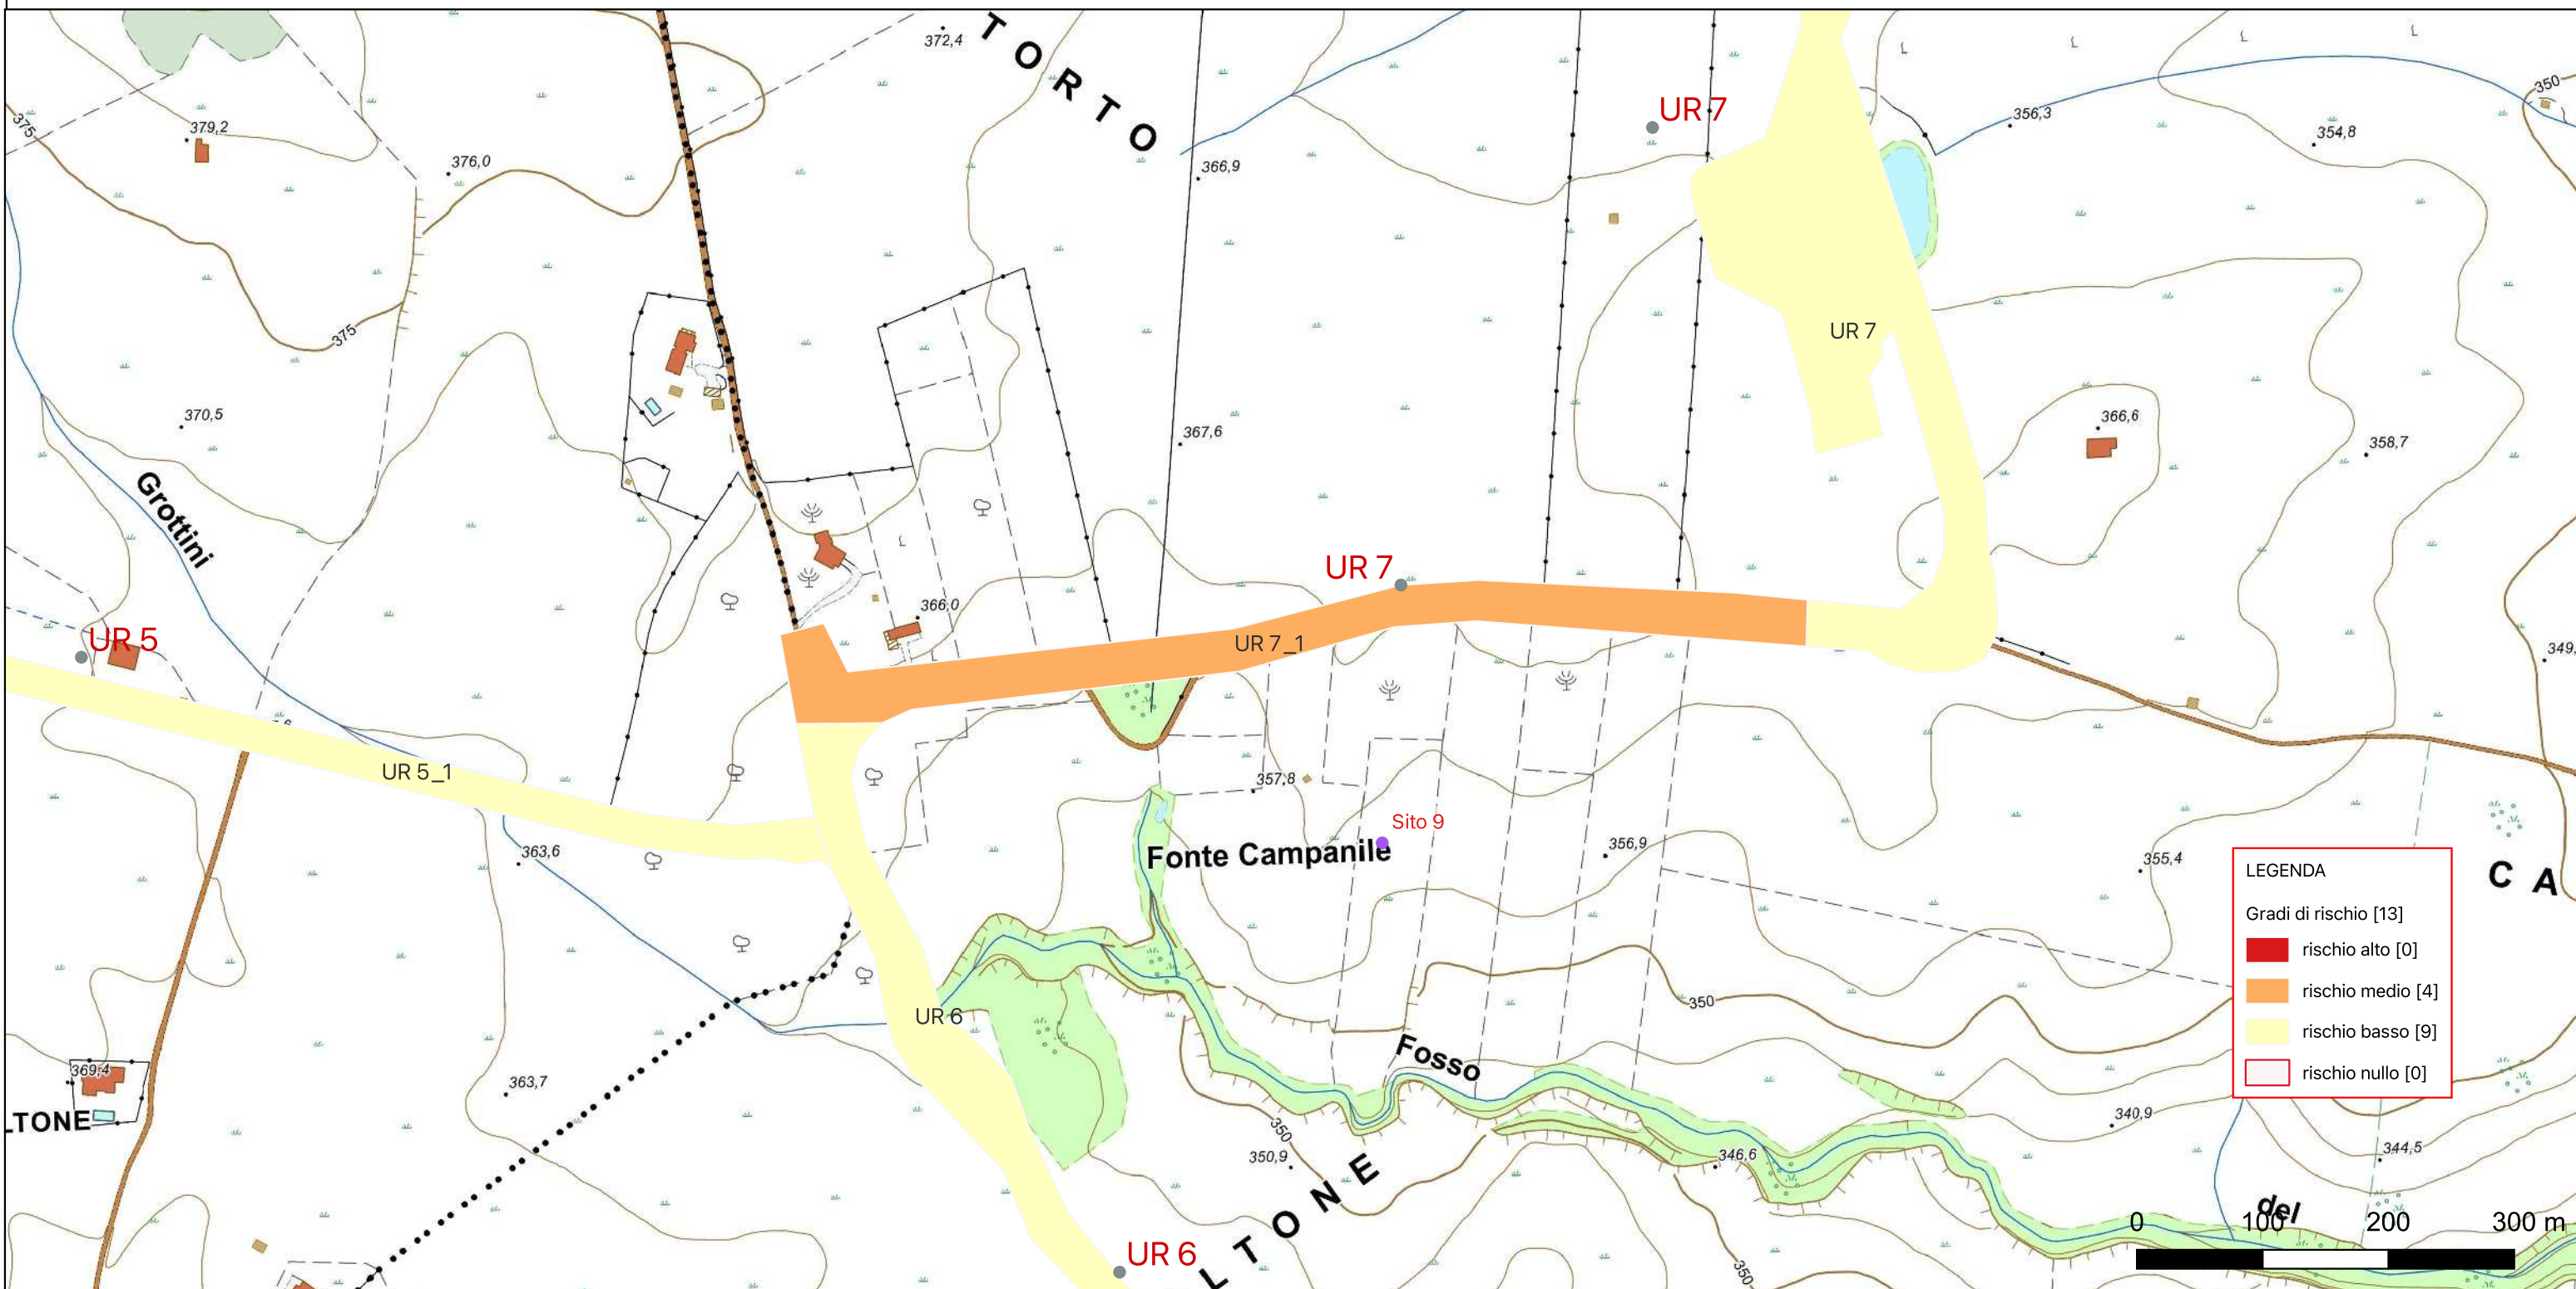 TORTO
372,4
UR 7
350
379,2
375
376,0
366,9
356,3
354,8
375
UR 7
370,5
367,6
366,6
358,7
Grottini
UR 7
366,0
UR 5
UR 7_1
349,
UR 5_1
357,8
Sito 9
363,6
Fonte Campanile
356,9
355,4
CA
LEGENDA
Gradi di rischio [13]
rischio alto [0]
rischio medio [4]
rischio basso [9]
rischio nullo [0]
350
UR 6
Fosso
369,4
363,7
LTONE
340,9
350
350,9
346,6
344,5
LTONE
del
0 100 200 300 m
UR 6
350